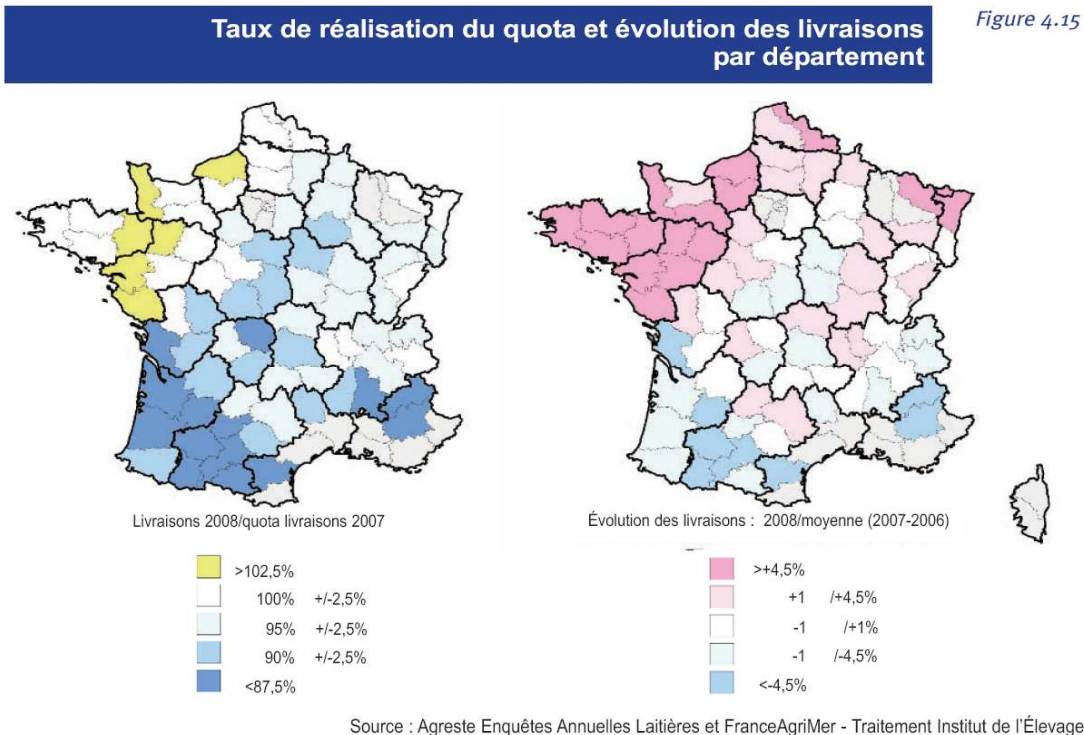 Figure 4.15
Taux de réalisation du quota et évolution des livraisons
par département
Livraisons 2008/quota livraisons 2007
>102,5%
100% +/-2,5%
95% +/-2,5%
90% +/-2,5%
<87,5%
Évolution des livraisons : 2008/moyenne (2007-2006)
>+4,5%
+1 /+4,5%
-1 /+1%
-1 /-4,5%
<-4,5%
Source : Agreste Enquêtes Annuelles Laitières et FranceAgriMer - Traitement Institut de l'Élevage